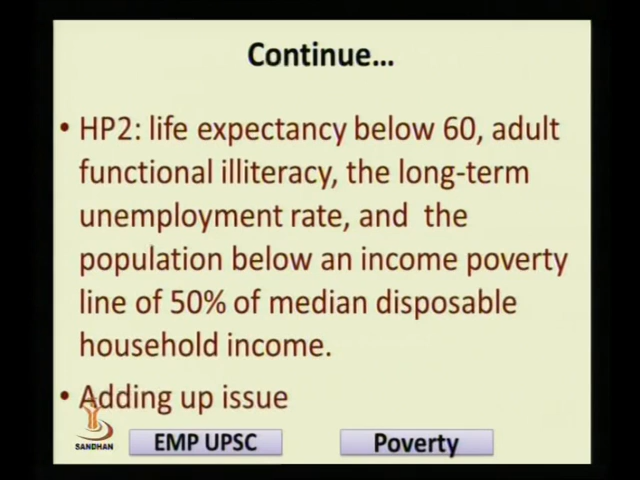 Continue...
• HP2: life expectancy below 60, adult
functional illiteracy, the long-term
unemployment rate, and the
population below an income poverty
line of 50% of median disposable
household income.
• Adding up issue
SANDHAN
EMP UPSC
Poverty